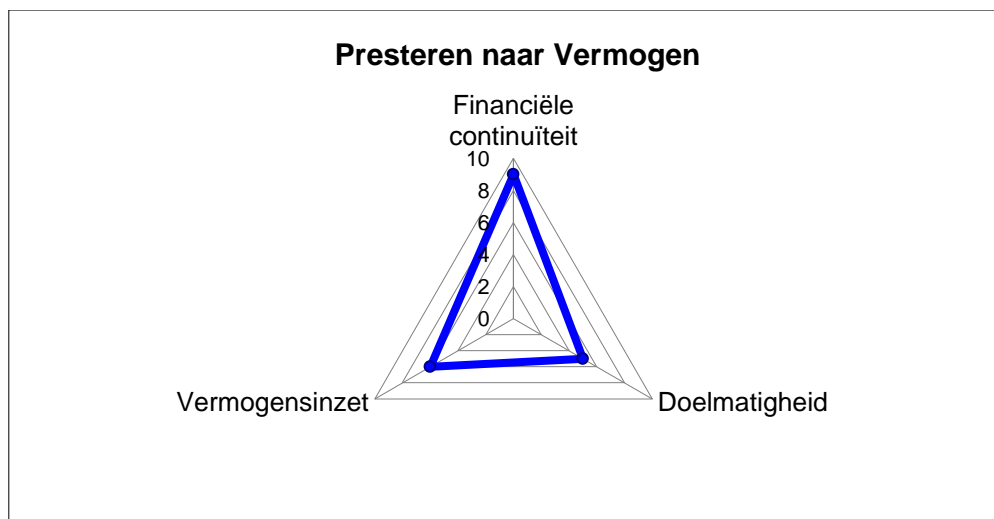 Presteren naar Vermogen
Financiële
continuïteit
10
8
6
4
2
0
Vermogensinzet
Doelmatigheid